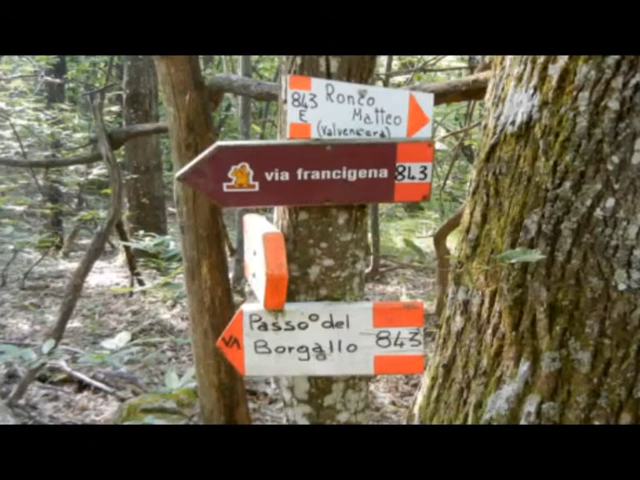 843 E Ronco Matteo
(Valvenera)
via francigena 843
VA Passo del Borgallo 843